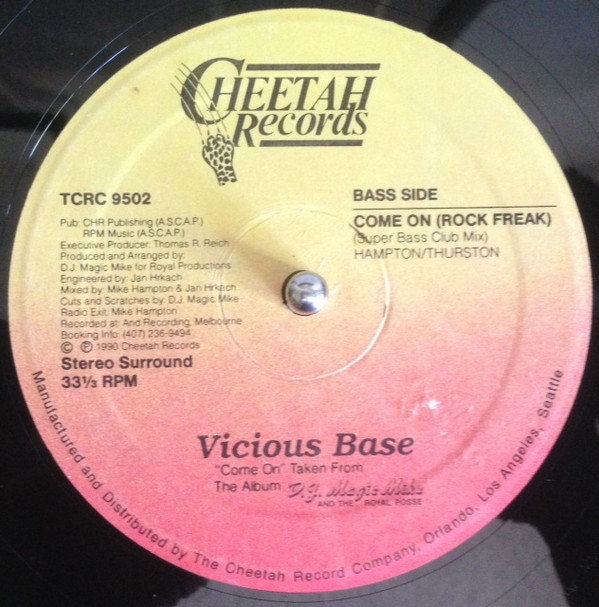 CHEETAH
Records
TCRC 9502
Pub: CHR Publishing (A.S.C.A.P.)
RPM Music (A.S.C.A.P.)
Executive Producer: Thomas R. Reich
Produced and Arranged by:
D.J. Magic Mike for Royal Productions
Engineered by: Jan Hrkach
Mixed by: Mike Hampton & Jan Hrkach
Cuts and Scratches by: D.J. Magic Mike
Radio Exit: Mike Hampton
Recorded at: And Recording, Melbourne
Booking Info: (407) 236-9494
© ℗ 1990 Cheetah Records
Stereo Surround
33⅓ RPM
BASS SIDE
COME ON (ROCK FREAK)
(Super Bass Club Mix)
HAMPTON/THURSTON
Vicious Base
"Come On" Taken From
The Album D.J. Magic Mike
AND THE ROYAL POSSE
Manufactured and Distributed by The Cheetah Record Company, Orlando, Los Angeles, Seattle